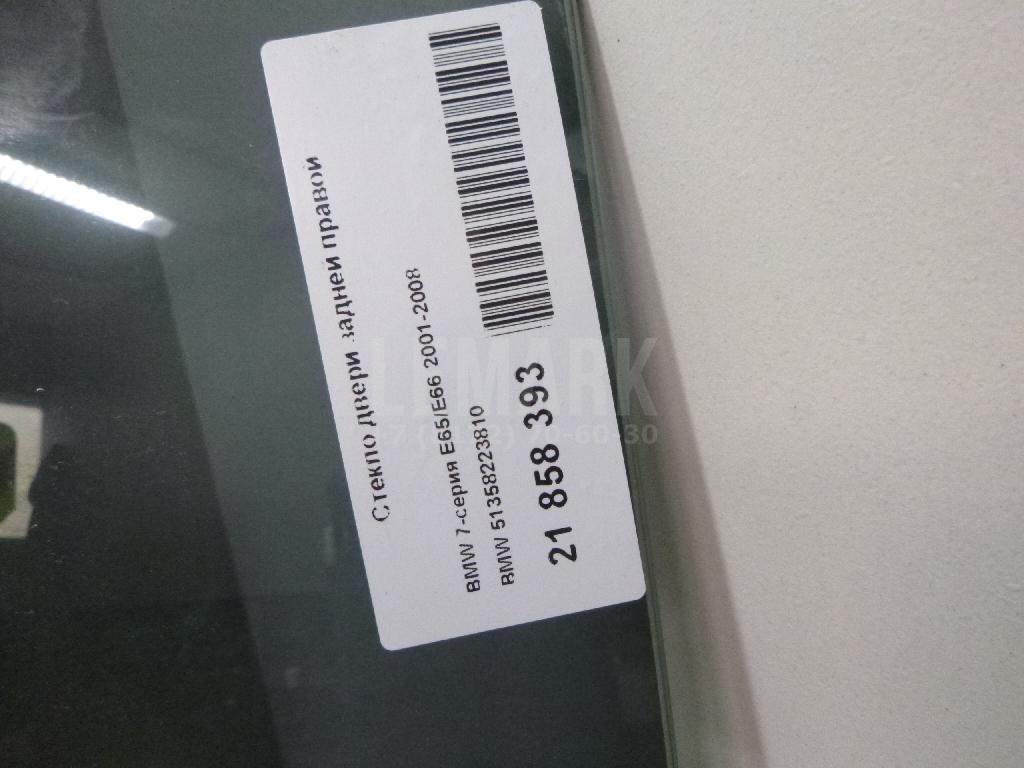 Стекло двери задней правой
BMW 7-серия E65/E66 2001-2008
BMW 51358223810
21 858 393